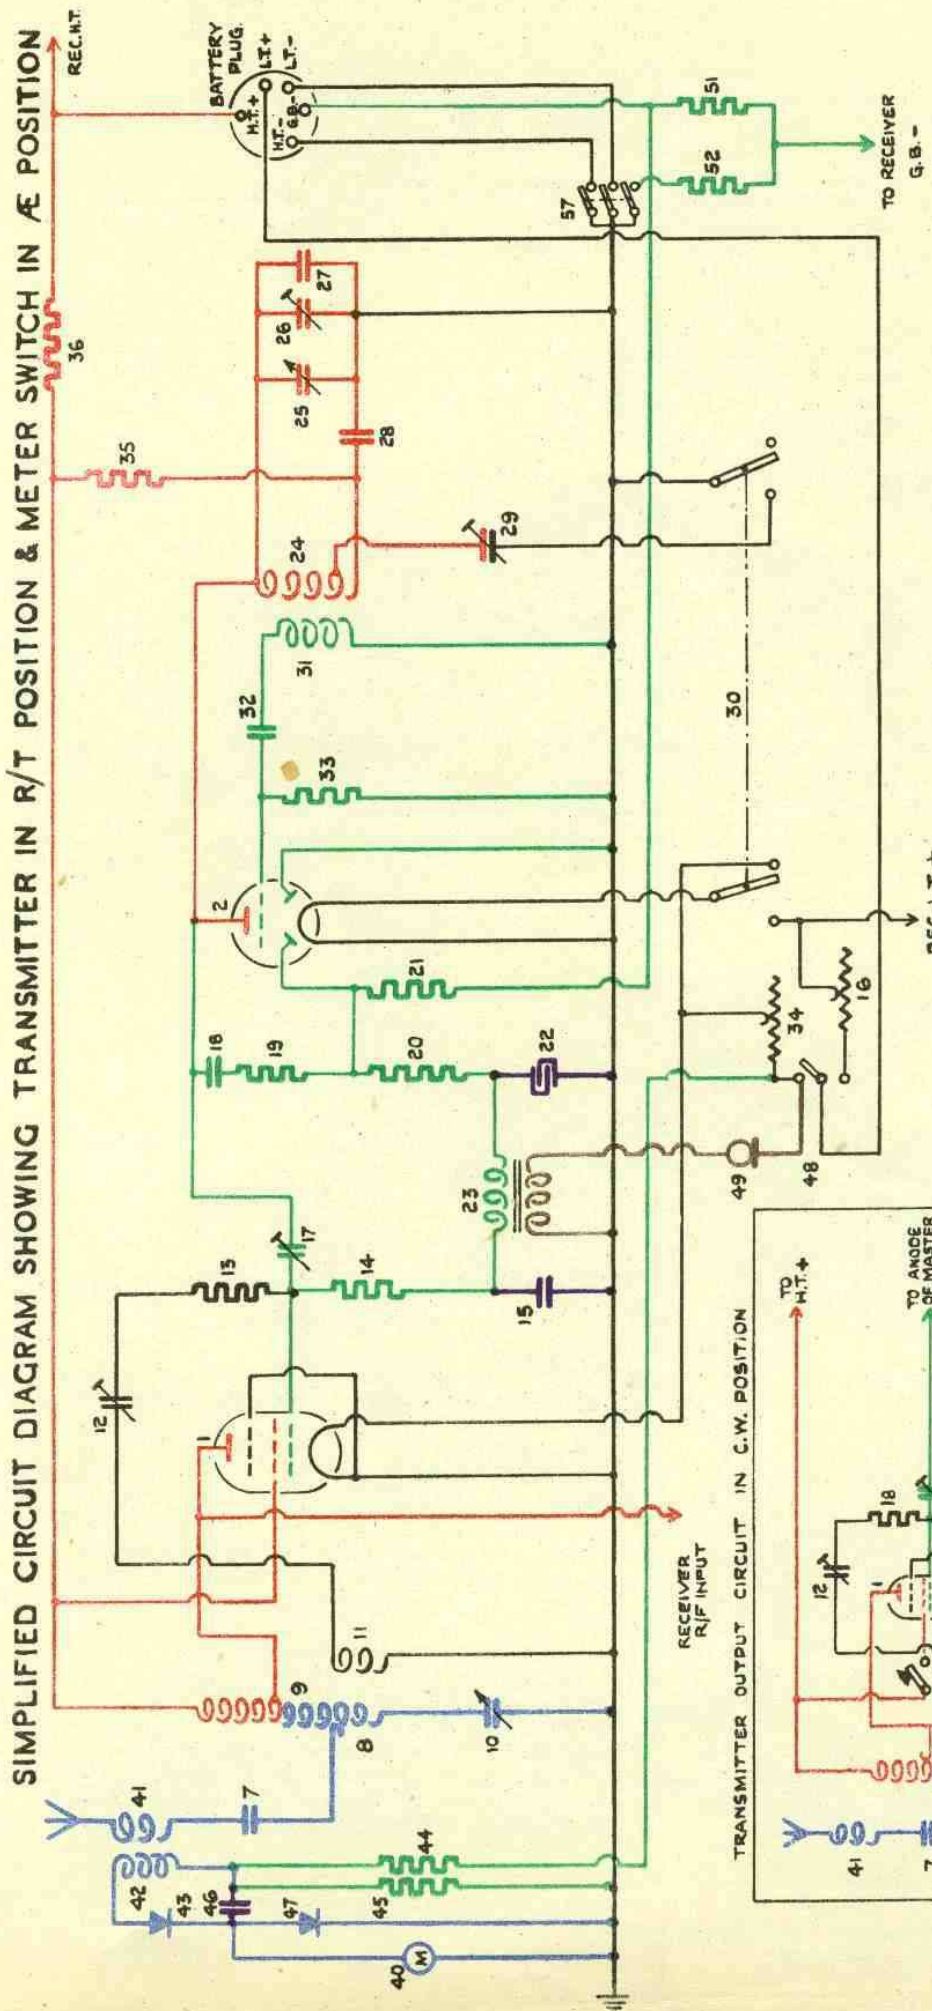 SIMPLIFIED CIRCUIT DIAGRAM SHOWING TRANSMITTER IN R/T POSITION & METER SWITCH IN Æ POSITION
REC. H.T.
36
BATTERY
PLUG.
H.T.+
L.T.+
L.T.-
H.T.-
G.B.-
35
12
13
18
2
32
24
25
26
27
28
41
42
43
7
9
8
11
1
17
19
33
31
29
46
47
44
45
10
14
20
21
57
40
M
23
15
22
52
51
RECEIVER
R/F INPUT
49
48
34
16
30
TO RECEIVER
G.B. -
TRANSMITTER OUTPUT CIRCUIT IN C.W. POSITION
TO
H.T.+
12
18
1
41
7
TO ANODE
OF MASTER